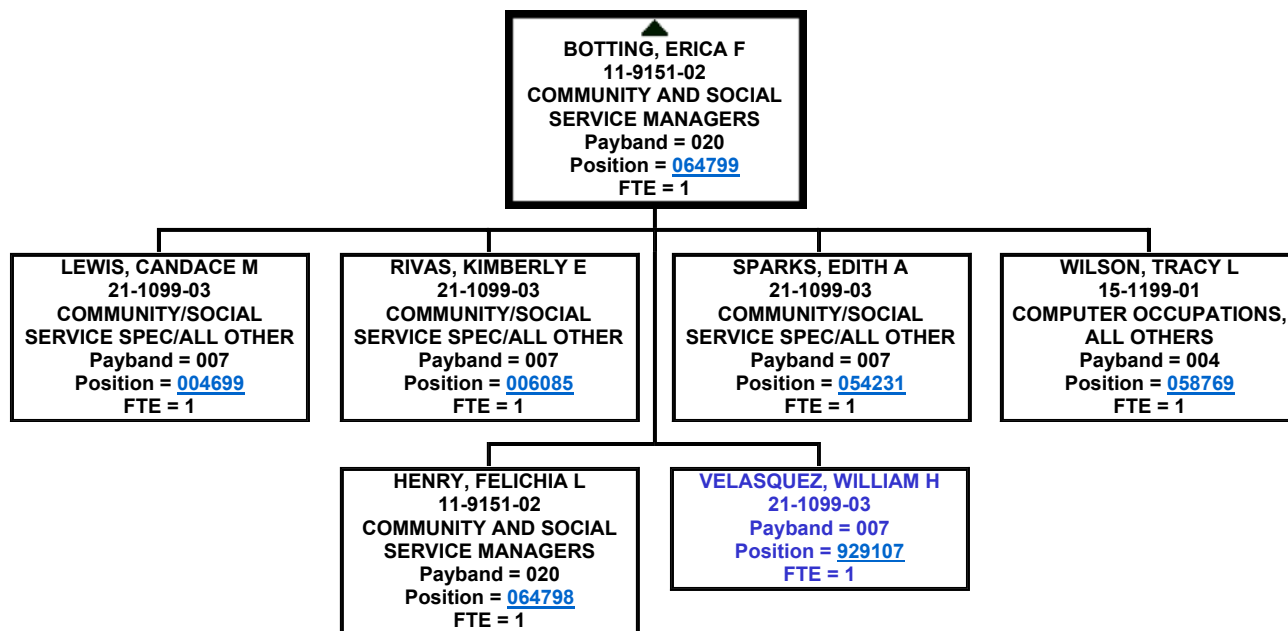 BOTTING, ERICA F
11-9151-02
COMMUNITY AND SOCIAL
SERVICE MANAGERS
Payband = 020
Position = 064799
FTE = 1
LEWIS, CANDACE M
21-1099-03
COMMUNITY/SOCIAL
SERVICE SPEC/ALL OTHER
Payband = 007
Position = 004699
FTE = 1
RIVAS, KIMBERLY E
21-1099-03
COMMUNITY/SOCIAL
SERVICE SPEC/ALL OTHER
Payband = 007
Position = 006085
FTE = 1
SPARKS, EDITH A
21-1099-03
COMMUNITY/SOCIAL
SERVICE SPEC/ALL OTHER
Payband = 007
Position = 054231
FTE = 1
WILSON, TRACY L
15-1199-01
COMPUTER OCCUPATIONS,
ALL OTHERS
Payband = 004
Position = 058769
FTE = 1
HENRY, FELICHIA L
11-9151-02
COMMUNITY AND SOCIAL
SERVICE MANAGERS
Payband = 020
Position = 064798
FTE = 1
VELASQUEZ, WILLIAM H
21-1099-03
Payband = 007
Position = 929107
FTE = 1